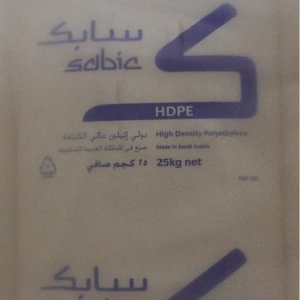 سابك
sabic
HDPE
بولي إثيلين عالي الكثافة
High Density Polyethylene
صنع في المملكة العربية السعودية
Made in Saudi Arabia
٢٥ كجم صافي
25kg net
سابك